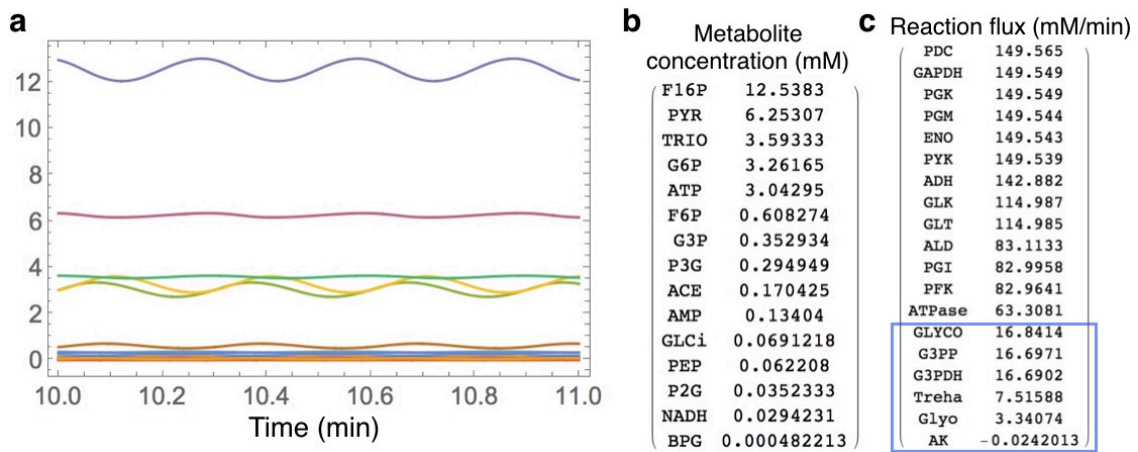 a
12
10
8
6
4
2
0
10.0 10.2 10.4 10.6 10.8 11.0
Time (min)
b
Metabolite
concentration (mM)
F16P 12.5383
PYR 6.25307
TRIO 3.59333
G6P 3.26165
ATP 3.04295
F6P 0.608274
G3P 0.352934
P3G 0.294949
ACE 0.170425
AMP 0.13404
GLCi 0.0691218
PEP 0.062208
P2G 0.0352333
NADH 0.0294231
BPG 0.000482213
c
Reaction flux (mM/min)
PDC 149.565
GAPDH 149.549
PGK 149.549
PGM 149.544
ENO 149.543
PYK 149.539
ADH 142.882
GLK 114.987
GLT 114.985
ALD 83.1133
PGI 82.9958
PFK 82.9641
ATPase 63.3081
GLYCO 16.8414
G3PP 16.6971
G3PDH 16.6902
Treha 7.51588
Glyo 3.34074
AK -0.0242013